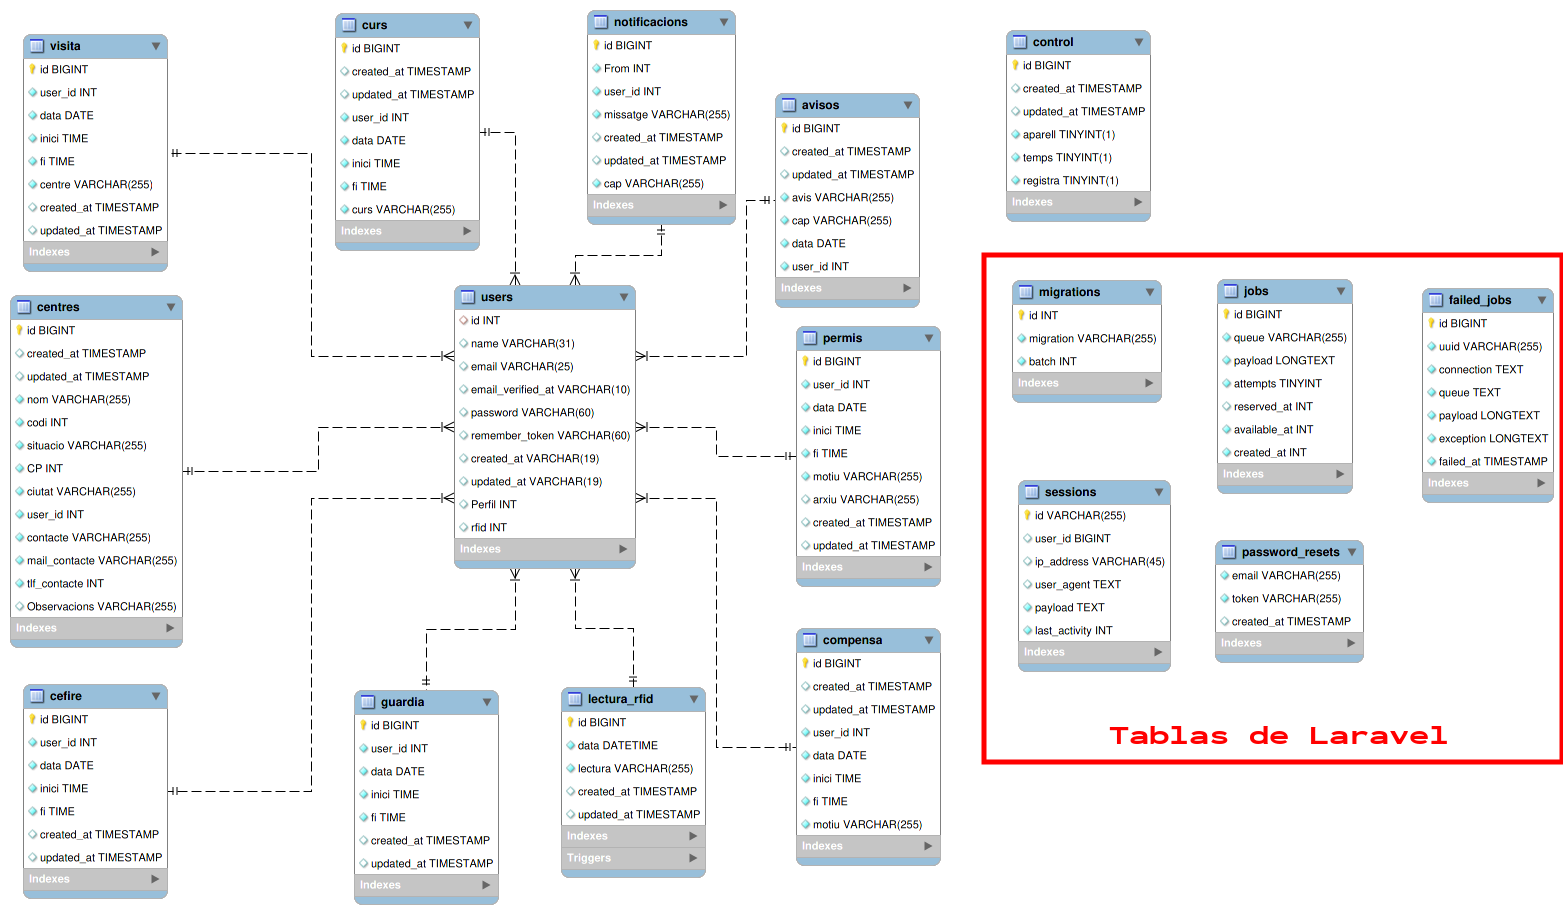 visita
id BIGINT
user_id INT
data DATE
inici TIME
fi TIME
centre VARCHAR(255)
created_at TIMESTAMP
updated_at TIMESTAMP
Indexes
curs
id BIGINT
created_at TIMESTAMP
updated_at TIMESTAMP
user_id INT
data DATE
inici TIME
fi TIME
curs VARCHAR(255)
Indexes
notificacions
id BIGINT
From INT
user_id INT
missatge VARCHAR(255)
created_at TIMESTAMP
updated_at TIMESTAMP
cap VARCHAR(255)
Indexes
avisos
id BIGINT
created_at TIMESTAMP
updated_at TIMESTAMP
avis VARCHAR(255)
cap VARCHAR(255)
data DATE
user_id INT
Indexes
control
id BIGINT
created_at TIMESTAMP
updated_at TIMESTAMP
aparell TINYINT(1)
temps TINYINT(1)
registra TINYINT(1)
Indexes
centres
id BIGINT
created_at TIMESTAMP
updated_at TIMESTAMP
nom VARCHAR(255)
codi INT
situacio VARCHAR(255)
CP INT
ciutat VARCHAR(255)
user_id INT
contacte VARCHAR(255)
mail_contacte VARCHAR(255)
tlf_contacte INT
Observacions VARCHAR(255)
Indexes
users
id INT
name VARCHAR(31)
email VARCHAR(25)
email_verified_at VARCHAR(10)
password VARCHAR(60)
remember_token VARCHAR(60)
created_at VARCHAR(19)
updated_at VARCHAR(19)
Perfil INT
rfid INT
Indexes
permis
id BIGINT
user_id INT
data DATE
inici TIME
fi TIME
motiu VARCHAR(255)
arxiu VARCHAR(255)
created_at TIMESTAMP
updated_at TIMESTAMP
Indexes
cefire
id BIGINT
user_id INT
data DATE
inici TIME
fi TIME
created_at TIMESTAMP
updated_at TIMESTAMP
Indexes
guardia
id BIGINT
user_id INT
data DATE
inici TIME
fi TIME
created_at TIMESTAMP
updated_at TIMESTAMP
Indexes
lectura_rfid
id BIGINT
data DATETIME
lectura VARCHAR(255)
created_at TIMESTAMP
updated_at TIMESTAMP
Indexes
Triggers
compensa
id BIGINT
created_at TIMESTAMP
updated_at TIMESTAMP
user_id INT
data DATE
inici TIME
fi TIME
motiu VARCHAR(255)
Indexes
migrations
id INT
migration VARCHAR(255)
batch INT
Indexes
jobs
id BIGINT
queue VARCHAR(255)
payload LONGTEXT
attempts TINYINT
reserved_at INT
available_at INT
created_at INT
Indexes
failed_jobs
id BIGINT
uuid VARCHAR(255)
connection TEXT
queue TEXT
payload LONGTEXT
exception LONGTEXT
failed_at TIMESTAMP
Indexes
sessions
id VARCHAR(255)
user_id BIGINT
ip_address VARCHAR(45)
user_agent TEXT
payload TEXT
last_activity INT
Indexes
password_resets
email VARCHAR(255)
token VARCHAR(255)
created_at TIMESTAMP
Indexes
Tablas de Laravel